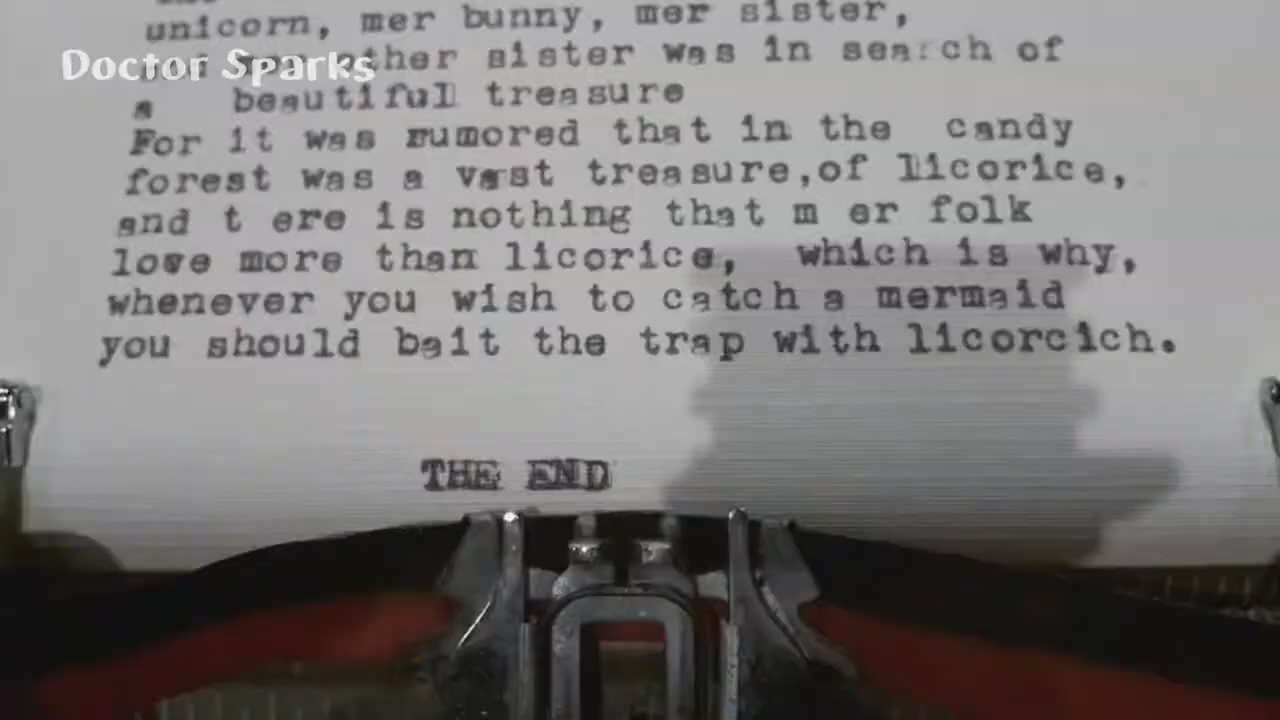 unicorn, mer bunny, mer sister,
Doctor Sparks
other sister was in search of
a beautiful treasure
For it was rumored that in the candy
forest was a vast treasure,of licorice,
and t ere is nothing that m er folk
love more than licorice, which is why,
whenever you wish to catch a mermaid
you should bait the trap with licorcich.
THE END